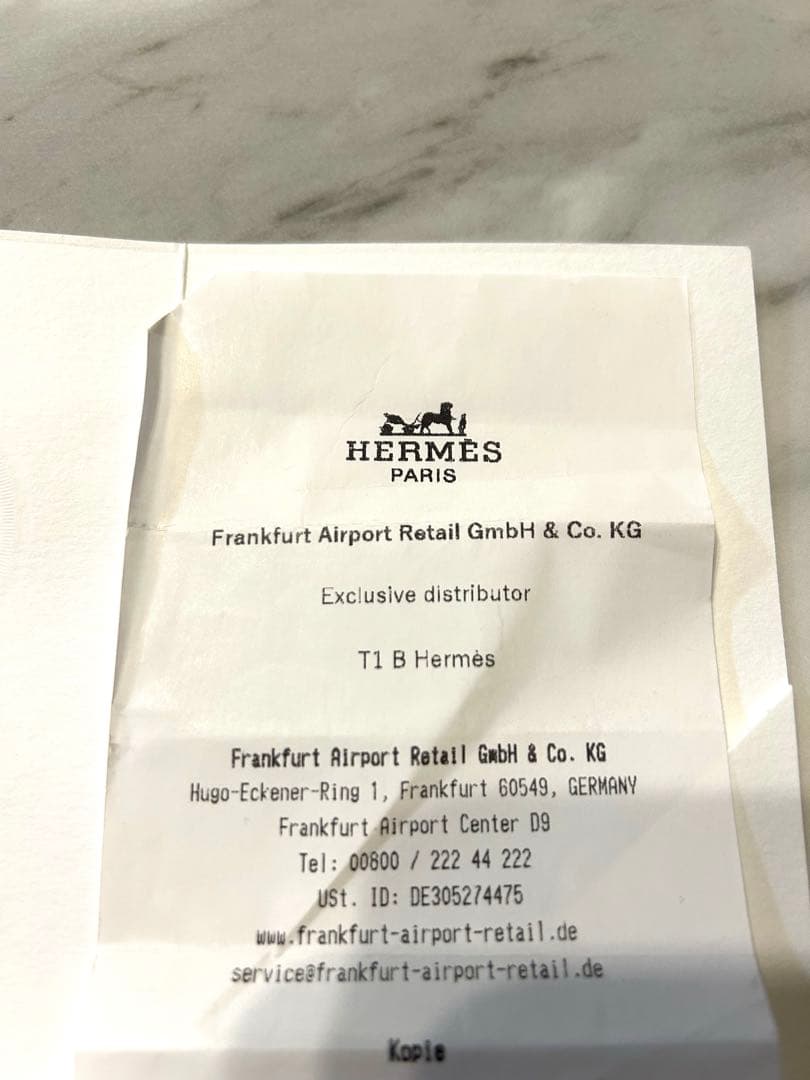 HERMÈS
PARIS
Frankfurt Airport Retail GmbH & Co. KG
Exclusive distributor
T1 B Hermès
Frankfurt Airport Retail GmbH & Co. KG
Hugo-Eckener-Ring 1, Frankfurt 60549, GERMANY
Frankfurt Airport Center D9
Tel: 00800 / 222 44 222
USt. ID: DE305274475
www.frankfurt-airport-retail.de
service@frankfurt-airport-retail.de
Kopie